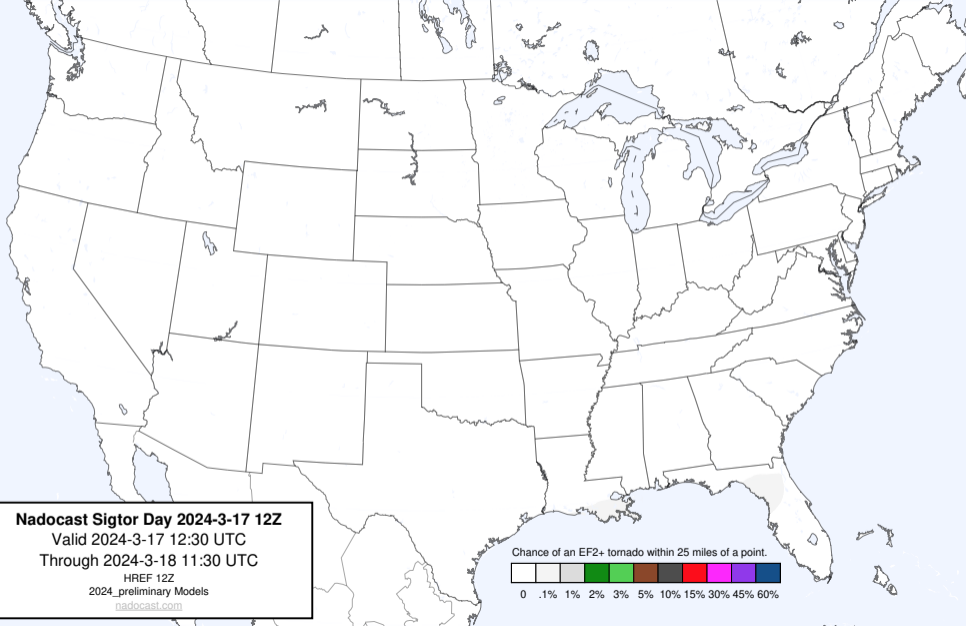 Nadocast Sigtor Day 2024-3-17 12Z
Valid 2024-3-17 12:30 UTC
Through 2024-3-18 11:30 UTC
HREF 12Z
2024_preliminary Models
nadocast.com
Chance of an EF2+ tornado within 25 miles of a point.
0 .1% 1% 2% 3% 5% 10% 15% 30% 45% 60%